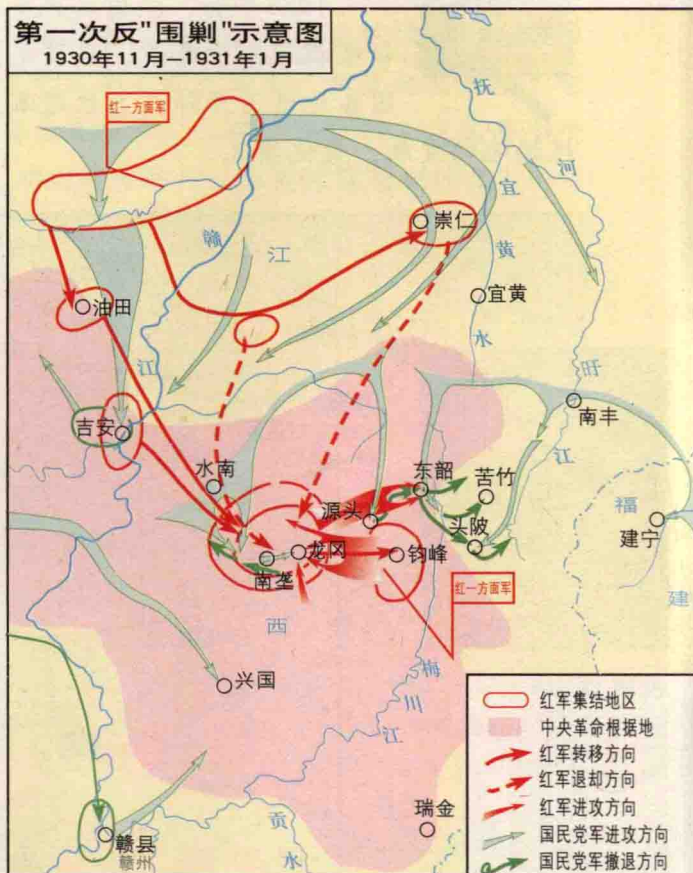 第一次反"围剿"示意图
1930年11月—1931年1月
红一方面军
抚
河
宜
黄
水
崇仁
赣
江
江
宜黄
油田
盱
江
南丰
吉安
水南
东韶
苦竹
源头
头陂
福
建
建宁
龙冈
钧峰
南垄
西
红一方面军
兴国
梅
川
江
瑞金
贡
水
赣县
赣州
红军集结地区
中央革命根据地
红军转移方向
红军退却方向
红军进攻方向
国民党军进攻方向
国民党军撤退方向